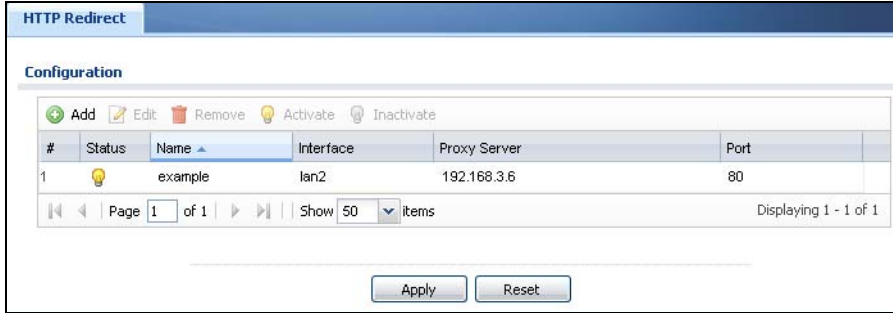 HTTP Redirect
Configuration
Add Edit Remove Activate Inactivate
# Status Name Interface Proxy Server Port
1 example lan2 192.168.3.6 80
Page 1 of 1 Show 50 items Displaying 1 - 1 of 1
Apply Reset